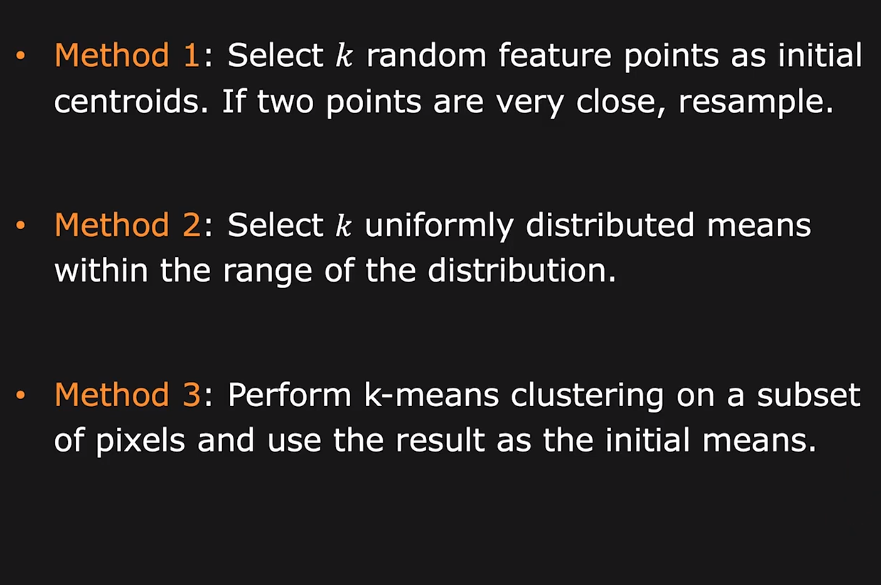 • Method 1: Select k random feature points as initial
centroids. If two points are very close, resample.
• Method 2: Select k uniformly distributed means
within the range of the distribution.
• Method 3: Perform k-means clustering on a subset
of pixels and use the result as the initial means.